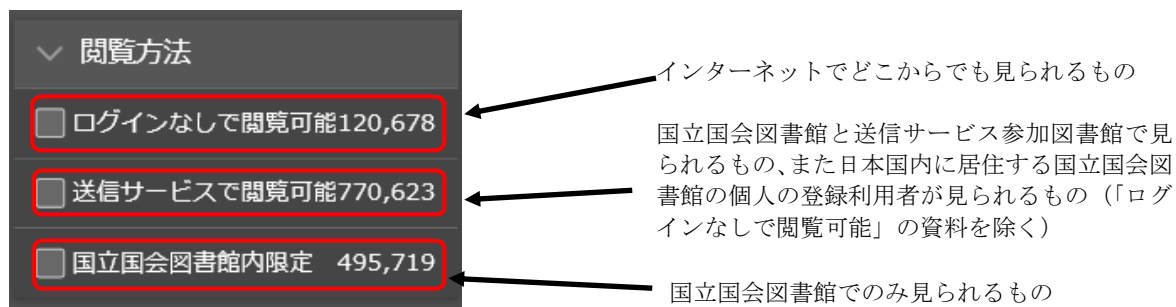 閲覧方法
ログインなしで閲覧可能120,678
送信サービスで閲覧可能770,623
国立国会図書館内限定 495,719
インターネットでどこからでも見られるもの
国立国会図書館と送信サービス参加図書館で見
られるもの、また日本国内に居住する国立国会図
書館の個人の登録利用者が見られるもの（「ログ
インなしで閲覧可能」の資料を除く）
国立国会図書館でのみ見られるもの